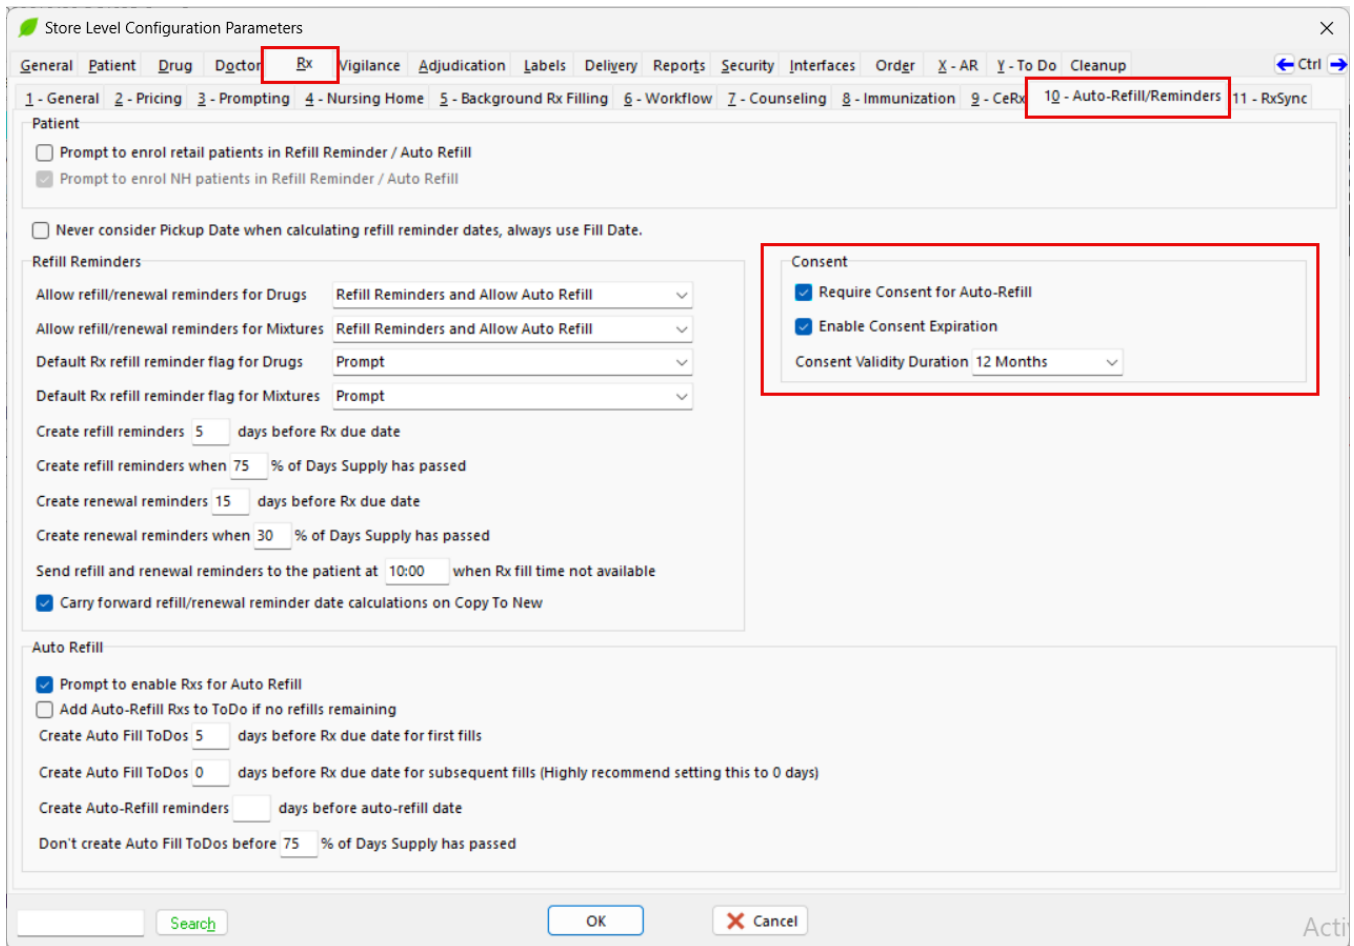 Store Level Configuration Parameters
General Patient Drug Doctor Rx Vigilance Adjudication Labels Delivery Reports Security Interfaces Order X - AR Y - To Do Cleanup Ctrl
1 - General 2 - Pricing 3 - Prompting 4 - Nursing Home 5 - Background Rx Filling 6 - Workflow 7 - Counseling 8 - Immunization 9 - CeRx 10 - Auto-Refill/Reminders 11 - RxSync
Patient
Prompt to enrol retail patients in Refill Reminder / Auto Refill
Prompt to enrol NH patients in Refill Reminder / Auto Refill
Never consider Pickup Date when calculating refill reminder dates, always use Fill Date.
Refill Reminders
Allow refill/renewal reminders for Drugs Refill Reminders and Allow Auto Refill
Allow refill/renewal reminders for Mixtures Refill Reminders and Allow Auto Refill
Default Rx refill reminder flag for Drugs Prompt
Default Rx refill reminder flag for Mixtures Prompt
Create refill reminders 5 days before Rx due date
Create refill reminders when 75 % of Days Supply has passed
Create renewal reminders 15 days before Rx due date
Create renewal reminders when 30 % of Days Supply has passed
Send refill and renewal reminders to the patient at 10:00 when Rx fill time not available
Carry forward refill/renewal reminder date calculations on Copy To New
Consent
Require Consent for Auto-Refill
Enable Consent Expiration
Consent Validity Duration 12 Months
Auto Refill
Prompt to enable Rxs for Auto Refill
Add Auto-Refill Rxs to ToDo if no refills remaining
Create Auto Fill ToDos 5 days before Rx due date for first fills
Create Auto Fill ToDos 0 days before Rx due date for subsequent fills (Highly recommend setting this to 0 days)
Create Auto-Refill reminders days before auto-refill date
Don't create Auto Fill ToDos before 75 % of Days Supply has passed
Search OK Cancel